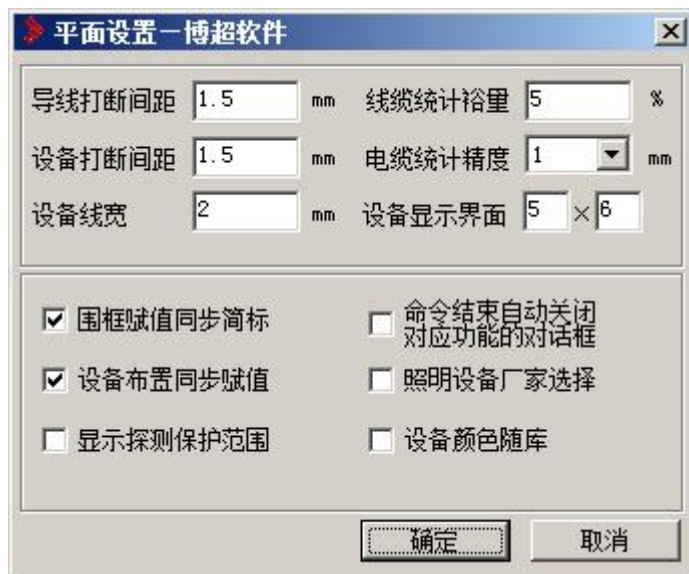 平面设置－博超软件
导线打断间距 1.5 mm 线缆统计裕量 5 %
设备打断间距 1.5 mm 电缆统计精度 1 mm
设备线宽 2 mm 设备显示界面 5 × 6
围框赋值同步简标
命令结束自动关闭
对应功能的对话框
设备布置同步赋值
照明设备厂家选择
显示探测保护范围
设备颜色随库
确定 取消